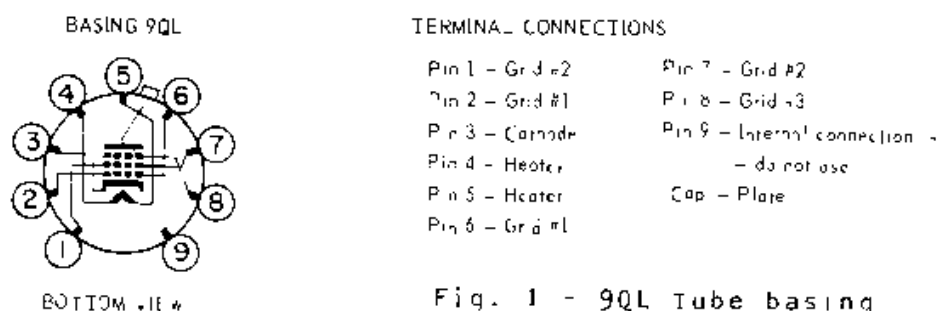 BASING 9QL
5
4
6
3
7
2
8
1
9
BOTTOM VIEW
TERMINAL CONNECTIONS
Pin 1 – Grid #2
Pin 2 – Grid #1
Pin 3 – Cathode
Pin 4 – Heater
Pin 5 – Heater
Pin 6 – Grid #1
Pin 7 – Grid #2
Pin 8 – Grid #3
Pin 9 – Internal connection –
– do not use
Cap – Plate
Fig. 1 - 9QL Tube basing